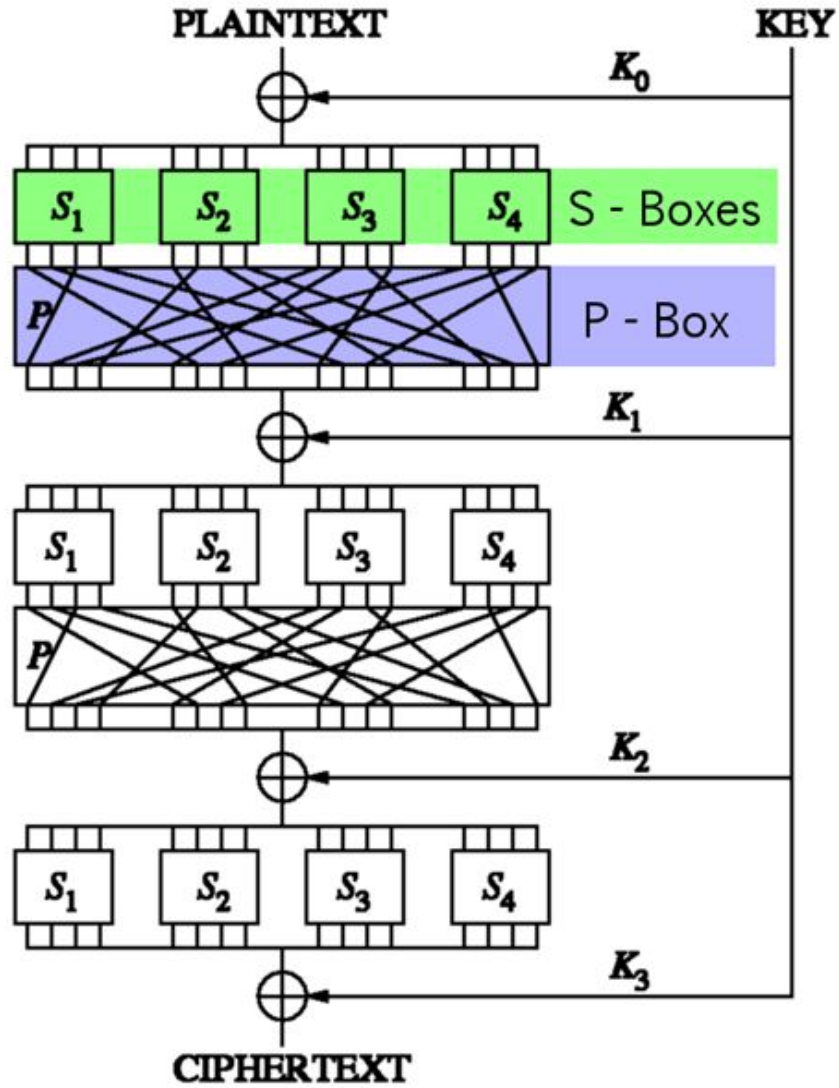 PLAINTEXT KEY
K0
S1 S2 S3 S4 S - Boxes
P P - Box
K1
S1 S2 S3 S4
P
K2
S1 S2 S3 S4
K3
CIPHERTEXT